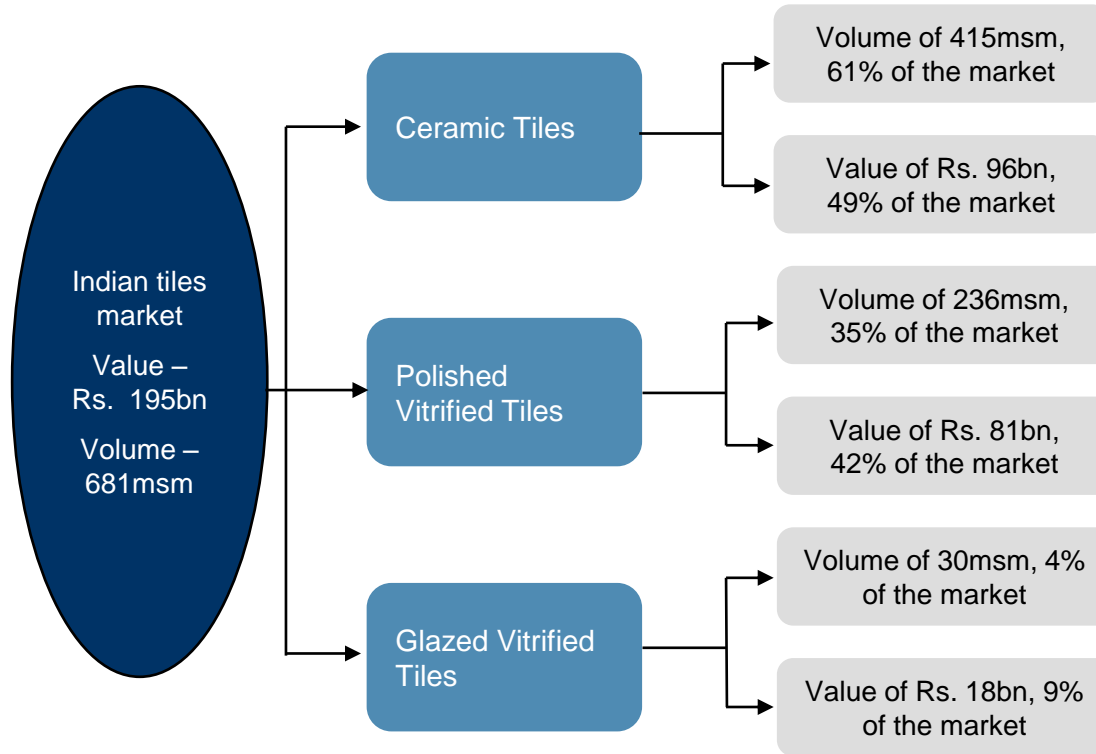 Indian tiles
market
Value –
Rs. 195bn
Volume –
681msm
Ceramic Tiles
Volume of 415msm,
61% of the market
Value of Rs. 96bn,
49% of the market
Polished
Vitrified Tiles
Volume of 236msm,
35% of the market
Value of Rs. 81bn,
42% of the market
Glazed Vitrified
Tiles
Volume of 30msm, 4%
of the market
Value of Rs. 18bn, 9%
of the market